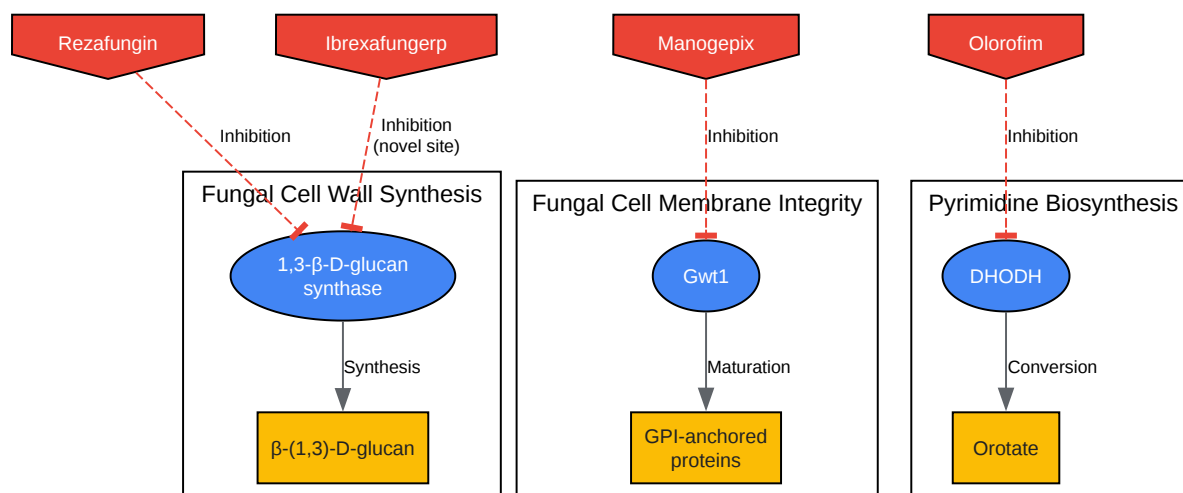 Rezafungin
Ibrexafungerp
Manogepix
Olorofim
Inhibition
Inhibition
(novel site)
Inhibition
Inhibition
Fungal Cell Wall Synthesis
Fungal Cell Membrane Integrity
Pyrimidine Biosynthesis
1,3-β-D-glucan
synthase
Gwt1
DHODH
Synthesis
Maturation
Conversion
β-(1,3)-D-glucan
GPI-anchored
proteins
Orotate